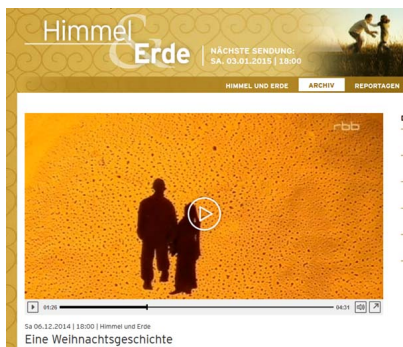 Himmel
&
Erde
NÄCHSTE SENDUNG:
SA, 03.01.2015 | 18:00
HIMMEL UND ERDE ARCHIV REPORTAGEN
rbb
01:25 04:31
Sa 06.12.2014 | 18:00 | Himmel und Erde
Eine Weihnachtsgeschichte